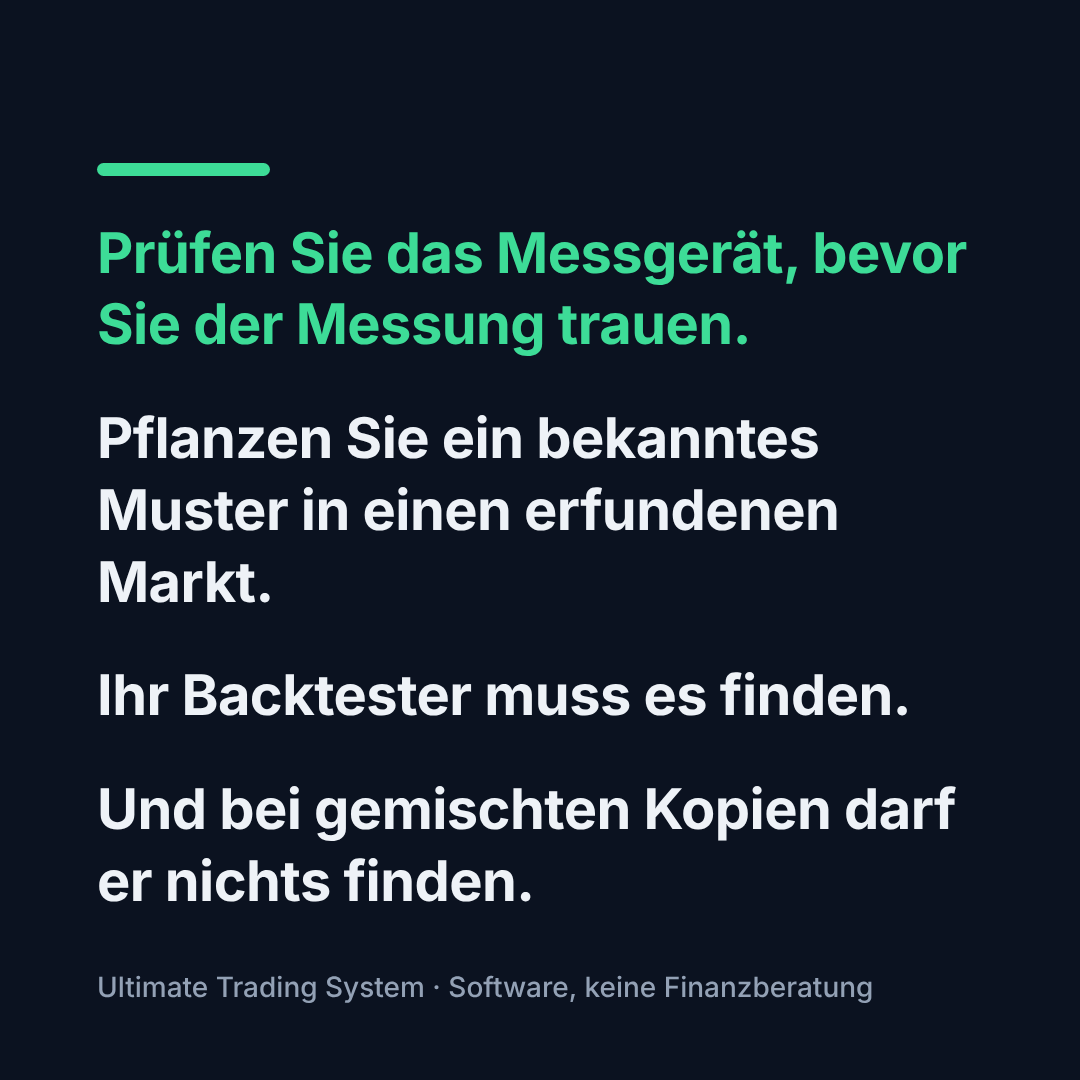 Prüfen Sie das Messgerät, bevor
Sie der Messung trauen.
Pflanzen Sie ein bekanntes
Muster in einen erfundenen
Markt.
Ihr Backtester muss es finden.
Und bei gemischten Kopien darf
er nichts finden.
Ultimate Trading System · Software, keine Finanzberatung